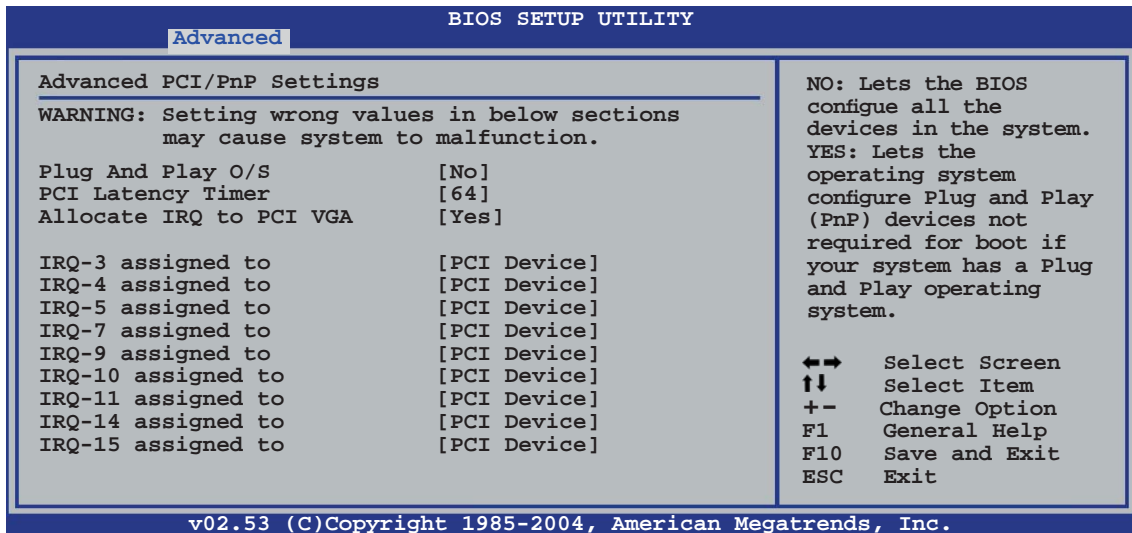 BIOS SETUP UTILITY
Advanced
Advanced PCI/PnP Settings
WARNING: Setting wrong values in below sections
may cause system to malfunction.
Plug And Play O/S [No]
PCI Latency Timer [64]
Allocate IRQ to PCI VGA [Yes]
IRQ-3 assigned to [PCI Device]
IRQ-4 assigned to [PCI Device]
IRQ-5 assigned to [PCI Device]
IRQ-7 assigned to [PCI Device]
IRQ-9 assigned to [PCI Device]
IRQ-10 assigned to [PCI Device]
IRQ-11 assigned to [PCI Device]
IRQ-14 assigned to [PCI Device]
IRQ-15 assigned to [PCI Device]
NO: Lets the BIOS
configue all the
devices in the system.
YES: Lets the
operating system
configure Plug and Play
(PnP) devices not
required for boot if
your system has a Plug
and Play operating
system.
←→ Select Screen
↑↓ Select Item
+- Change Option
F1 General Help
F10 Save and Exit
ESC Exit
v02.53 (C)Copyright 1985-2004, American Megatrends, Inc.